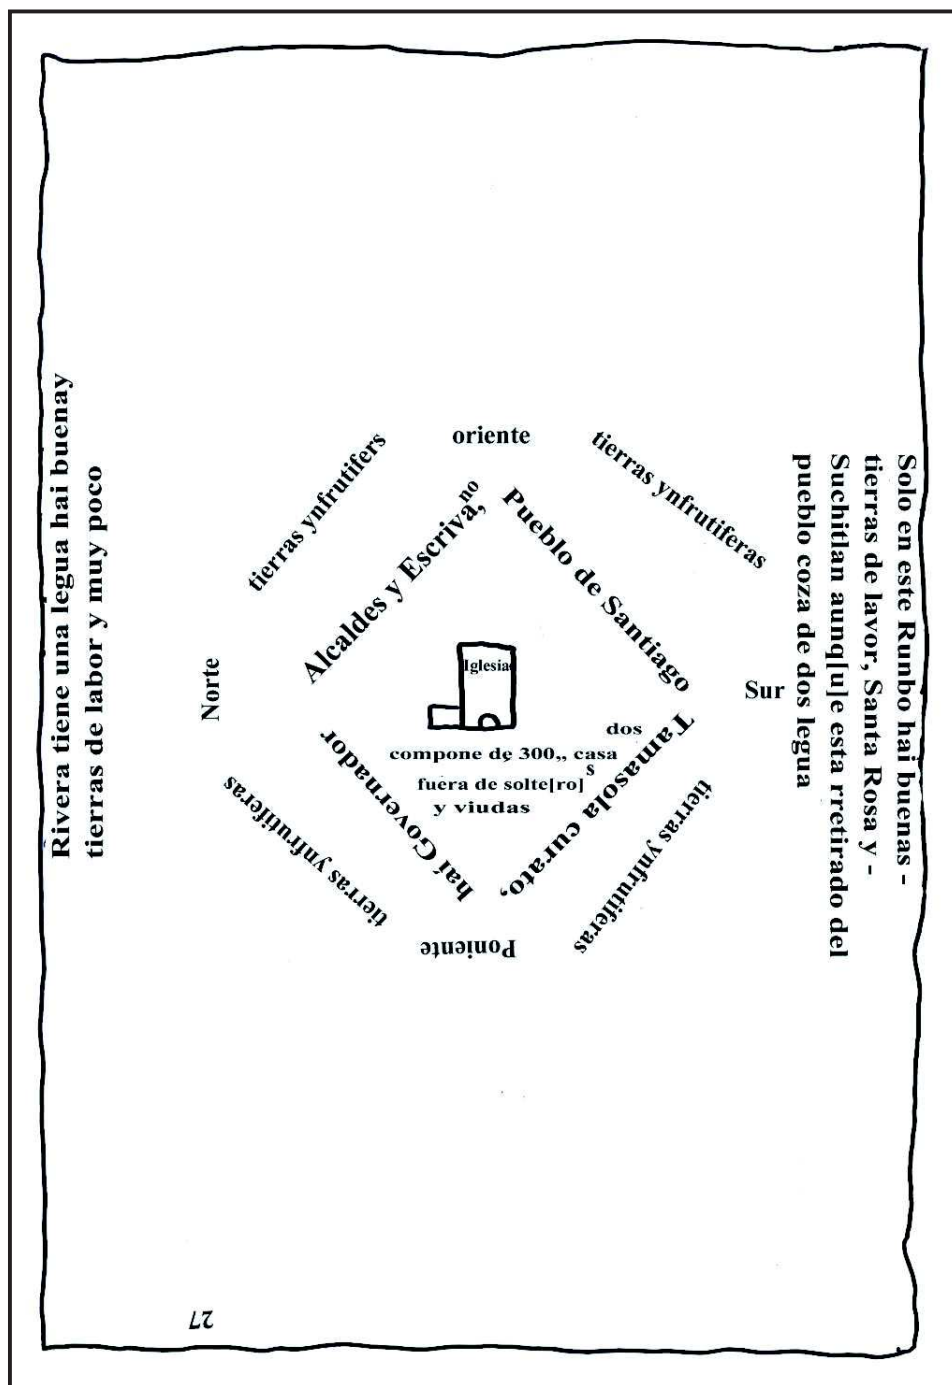 oriente
tierras ynfrutifers
tierras ynfrutiferas
Alcaldes y Escriva,no
Pueblo de Santiago
Tamasola curato,
hai Governador
Iglesia
dos
compone de 300,, casa
s
fuera de solte[ro]
y viudas
Norte
Sur
tierras ynfrutiferas
tierras ynfrutiferas
Poniente
Rivera tiene una legua hai buenay
tierras de labor y muy poco
Solo en este Runbo hai buenas -
tierras de lavor, Santa Rosa y -
Suchitlan aunq[u]e esta rretirado del
pueblo coza de dos legua
27